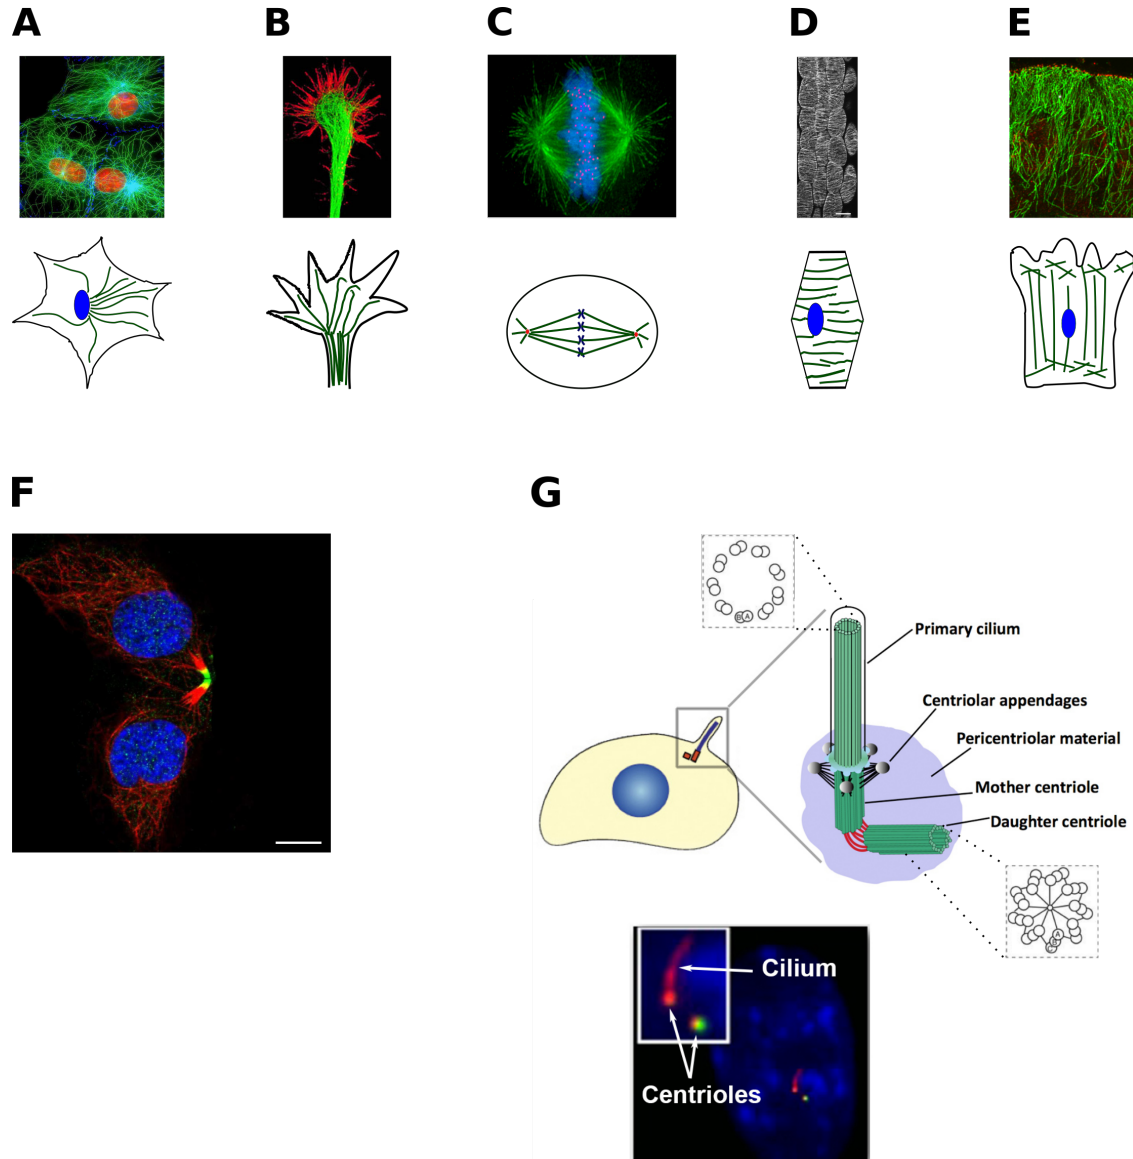 A
B
C
D
E
F
G
B A
Primary cilium
Centriolar appendages
Pericentriolar material
Mother centriole
Daughter centriole
A
B
C
Cilium
Centrioles